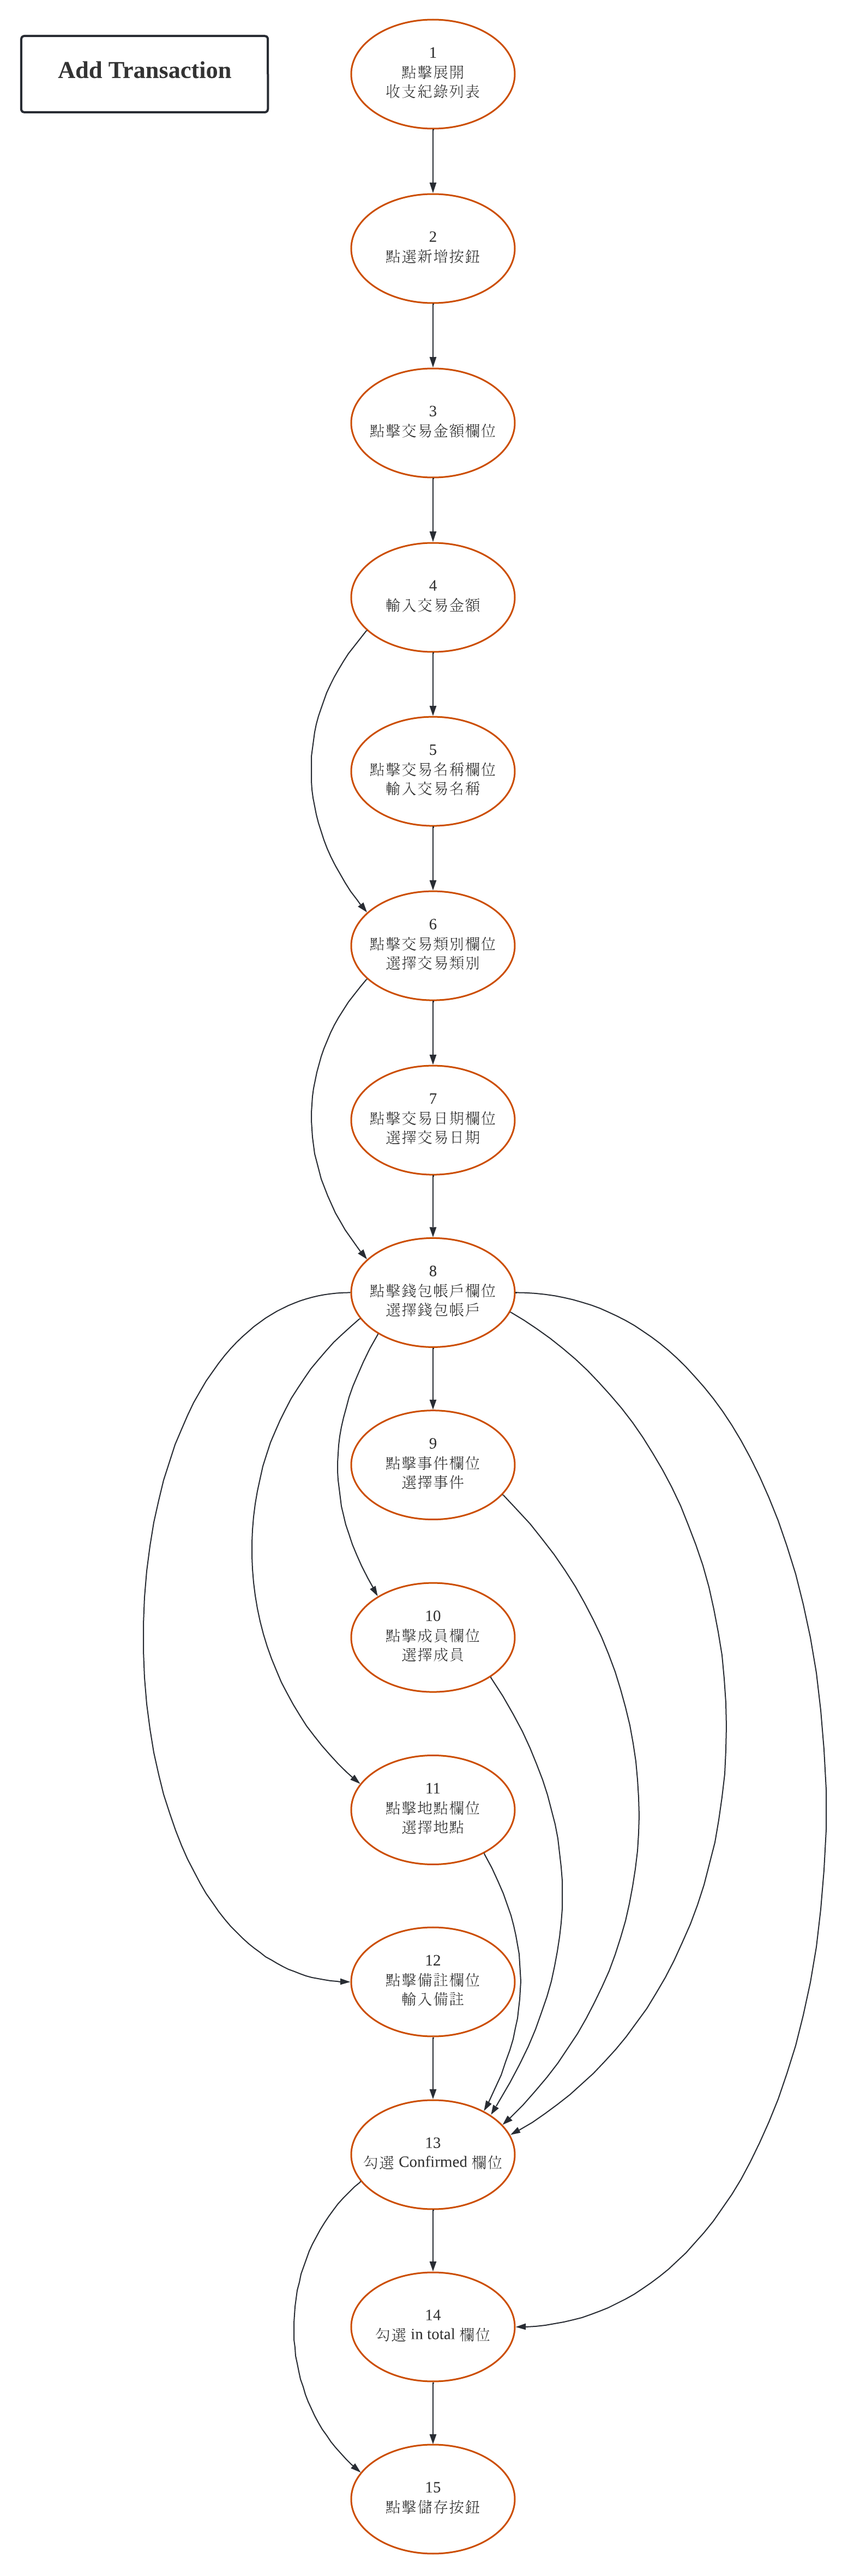 Add Transaction
1
點擊展開
收支紀錄列表
2
點選新增按鈕
3
點擊交易金額欄位
4
輸入交易金額
5
點擊交易名稱欄位
輸入交易名稱
6
點擊交易類別欄位
選擇交易類別
7
點擊交易日期欄位
選擇交易日期
8
點擊錢包帳戶欄位
選擇錢包帳戶
9
點擊事件欄位
選擇事件
10
點擊成員欄位
選擇成員
11
點擊地點欄位
選擇地點
12
點擊備註欄位
輸入備註
13
勾選 Confirmed 欄位
14
勾選 in total 欄位
15
點擊儲存按鈕